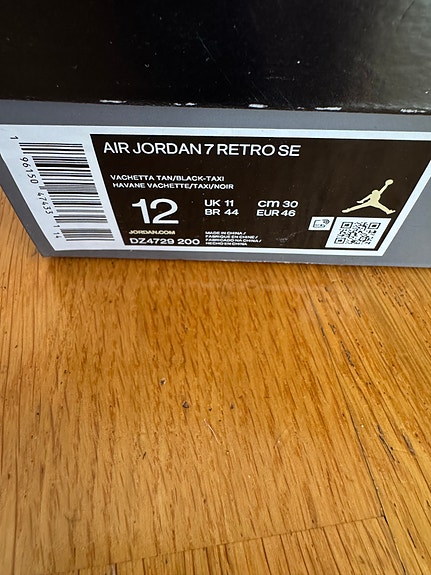 AIR JORDAN 7 RETRO SE
VACHETTA TAN/BLACK-TAXI
HAVANE VACHETTE/TAXI/NOIR
12
UK 11
cm 30
BR 44
EUR 46
JORDAN.COM
DZ4729 200
MADE IN CHINA /
FABRIQUÉ EN CHINE /
FABRICADO NA CHINA /
HECHO EN CHINA